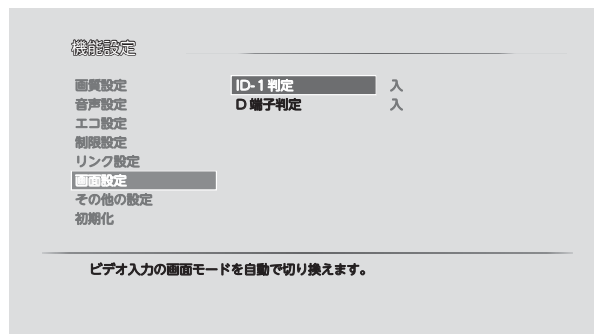 機能設定
画質設定
音声設定
エコ設定
制限設定
リンク設定
画面設定
その他の設定
初期化
ID-1判定 入
D端子判定 入
ビデオ入力の画面モードを自動で切り換えます。